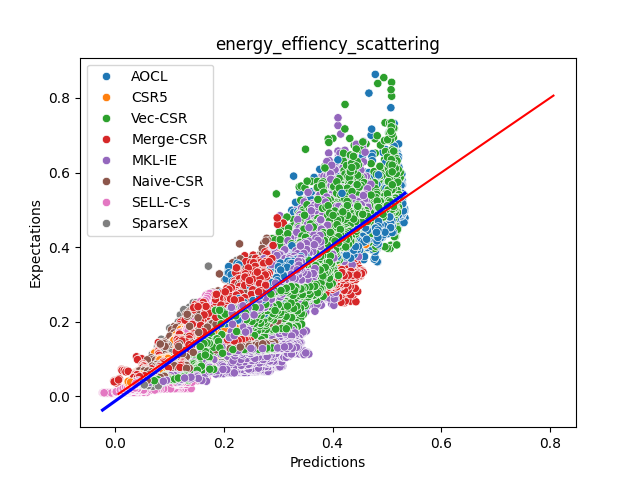 energy_effiency_scattering
AOCL
CSR5
Vec-CSR
Merge-CSR
MKL-IE
Naive-CSR
SELL-C-s
SparseX
Expectations
0.8
0.6
0.4
0.2
0.0
0.0 0.2 0.4 0.6 0.8
Predictions